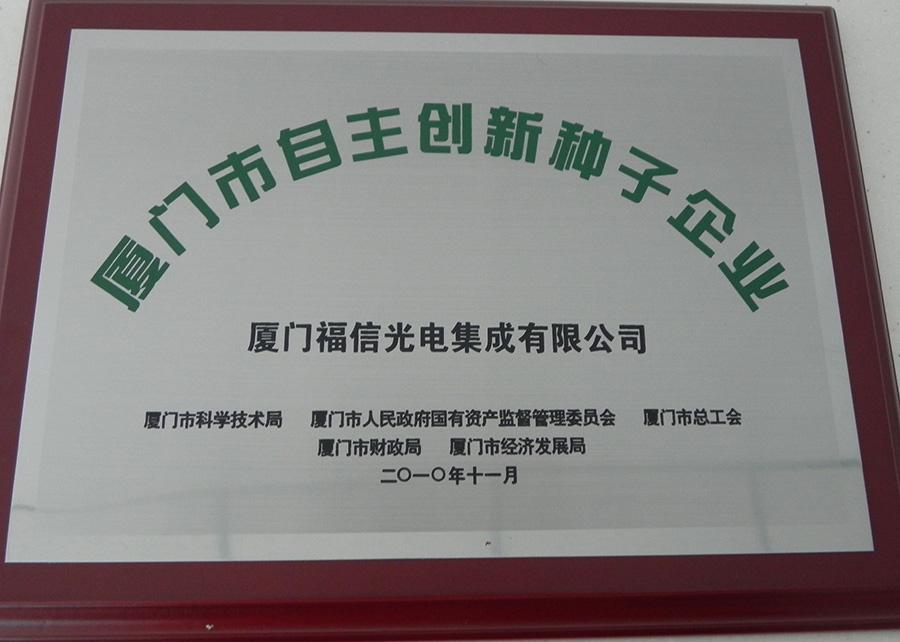 厦门市自主创新种子企业
厦门福信光电集成有限公司
厦门市科学技术局 厦门市人民政府国有资产监督管理委员会 厦门市总工会
厦门市财政局 厦门市经济发展局
二〇一〇年十一月